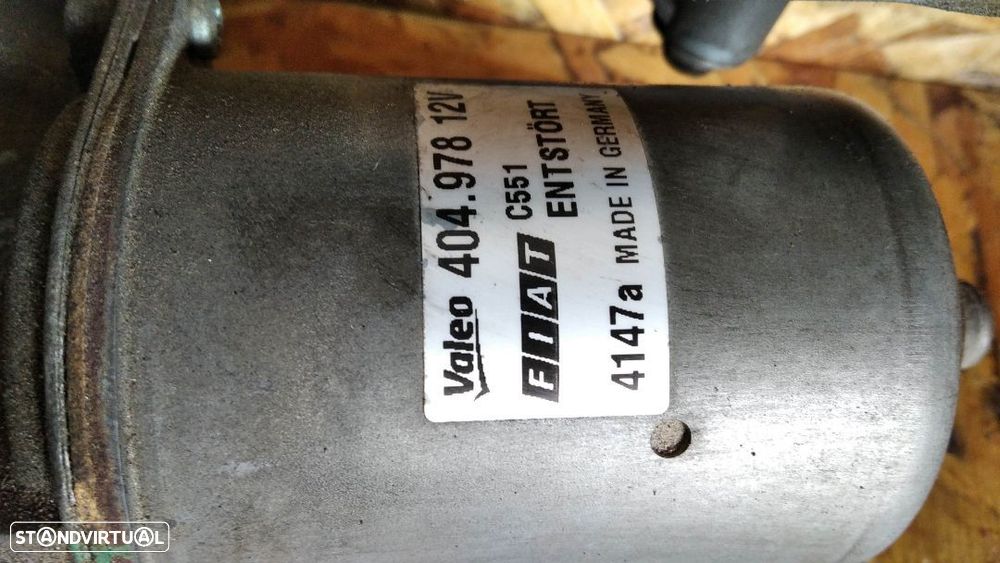 Valeo 404.978 12V
FIAT C551
ENTSTÖRT
4147a MADE IN GERMANY
STANDVIRTUAL